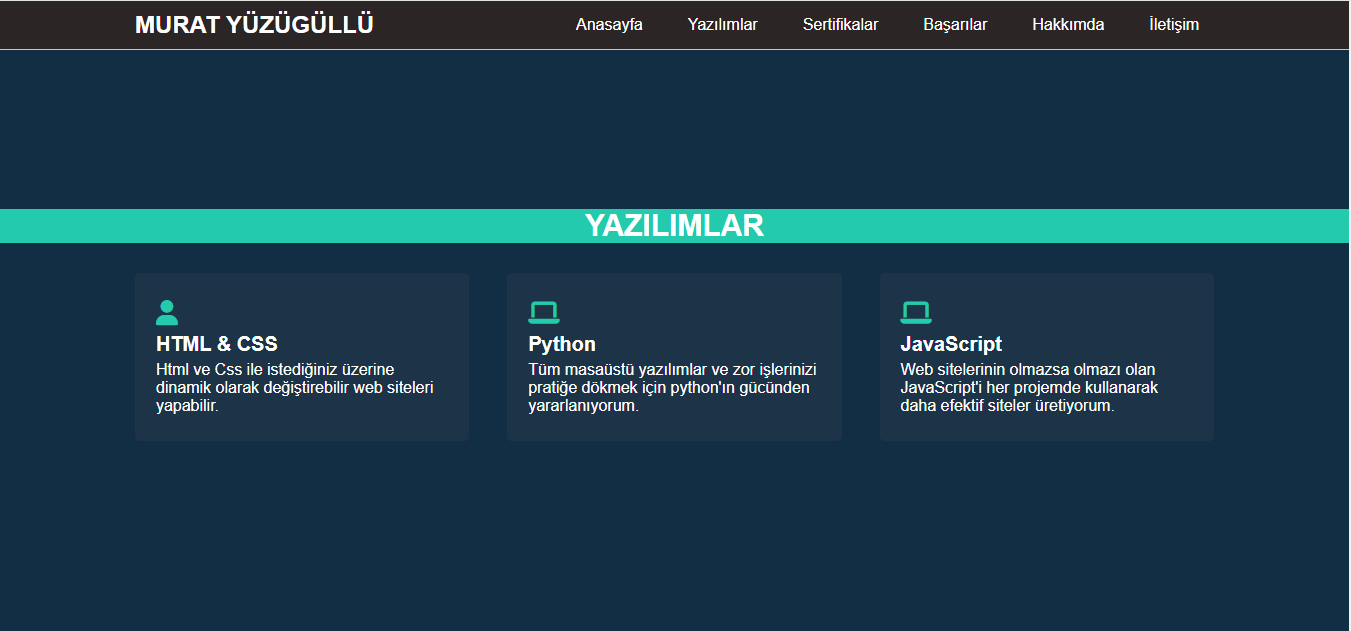 MURAT YÜZÜGÜLLÜ
Anasayfa Yazılımlar Sertifikalar Başarılar Hakkımda İletişim
YAZILIMLAR
HTML & CSS
Html ve Css ile istediğiniz üzerine
dinamik olarak değiştirebilir web siteleri
yapabilir.
Python
Tüm masaüstü yazılımlar ve zor işlerinizi
pratiğe dökmek için python'ın gücünden
yararlanıyorum.
JavaScript
Web sitelerinin olmazsa olmazı olan
JavaScript'i her projemde kullanarak
daha efektif siteler üretiyorum.